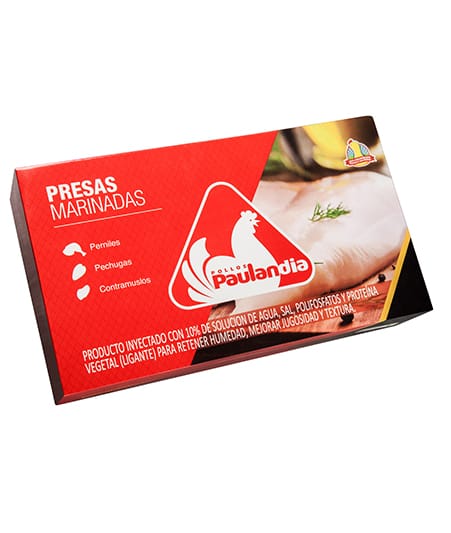 PRESAS
MARINADAS
Perniles
Pechugas
Contramuslos
POLLOS
Paulandia
PRODUCTO INYECTADO CON 10% DE SOLUCION DE AGUA, SAL, POLIFOSFATOS Y PROTEÍNA
VEGETAL (LIGANTE) PARA RETENER HUMEDAD, MEJORAR JUGOSIDAD Y TEXTURA.